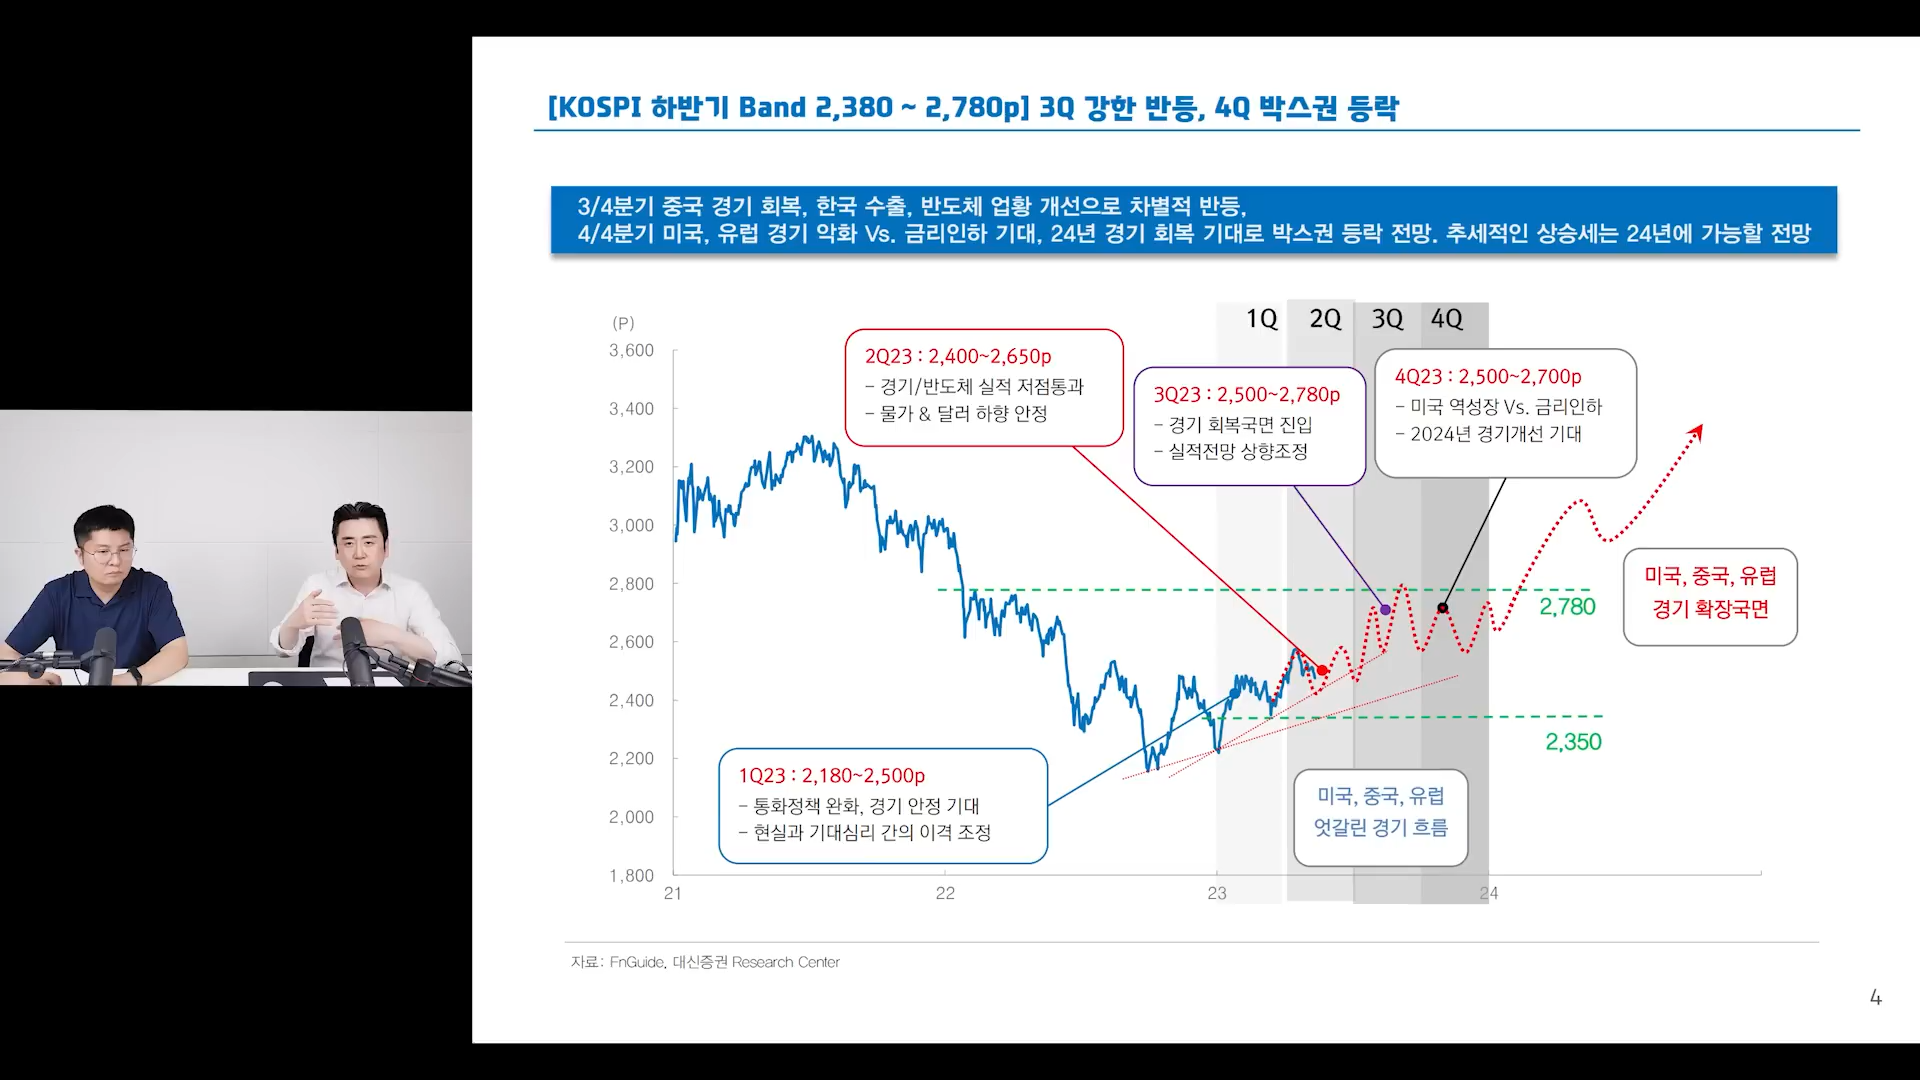 [KOSPI 하반기 Band 2,380 ~ 2,780p] 3Q 강한 반등, 4Q 박스권 등락
3/4분기 중국 경기 회복, 한국 수출, 반도체 업황 개선으로 차별적 반등,
4/4분기 미국, 유럽 경기 악화 Vs. 금리인하 기대, 24년 경기 회복 기대로 박스권 등락 전망. 추세적인 상승세는 24년에 가능할 전망
(P)
3,600
3,400
3,200
3,000
2,800
2,600
2,400
2,200
2,000
1,800
21
22
23
24
1Q
2Q
3Q
4Q
2Q23 : 2,400~2,650p
- 경기/반도체 실적 저점통과
- 물가 & 달러 하향 안정
3Q23 : 2,500~2,780p
- 경기 회복국면 진입
- 실적전망 상향조정
4Q23 : 2,500~2,700p
- 미국 역성장 Vs. 금리인하
- 2024년 경기개선 기대
미국, 중국, 유럽
경기 확장국면
2,780
2,350
1Q23 : 2,180~2,500p
- 통화정책 완화, 경기 안정 기대
- 현실과 기대심리 간의 이격 조정
미국, 중국, 유럽
엇갈린 경기 흐름
자료: FnGuide, 대신증권 Research Center
4